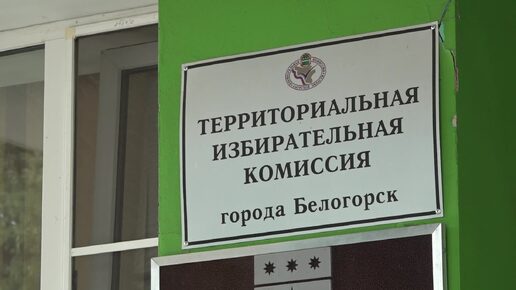 ТЕРРИТОРИАЛЬНАЯ
ИЗБИРАТЕЛЬНАЯ
КОМИССИЯ
города Белогорск